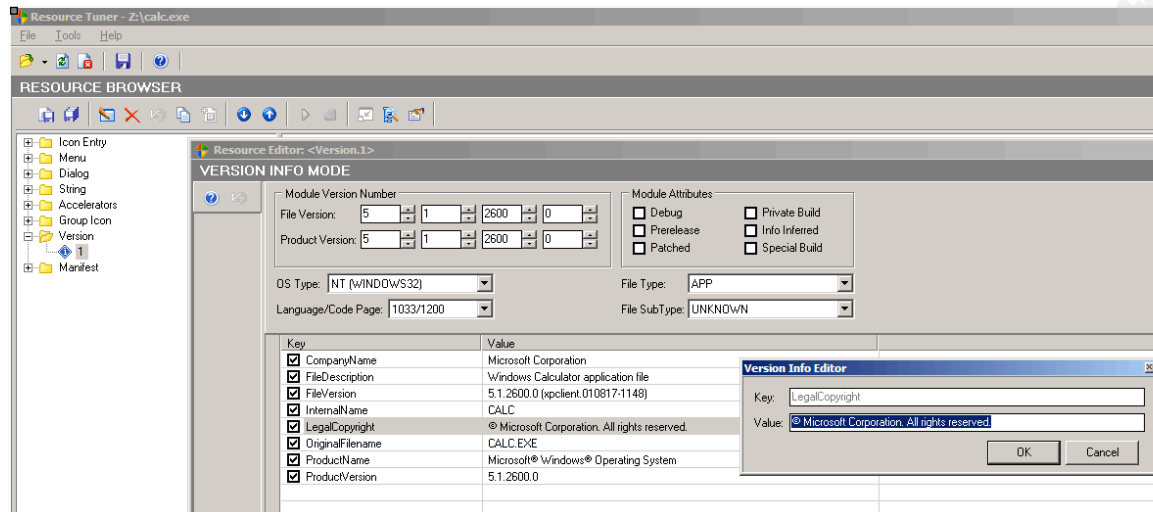 Resource Tuner - Z:\calc.exe
File Tools Help
RESOURCE BROWSER
Icon Entry
Menu
Dialog
String
Accelerators
Group Icon
Version
1
Manifest
Resource Editor: <Version.1>
VERSION INFO MODE
Module Version Number
File Version: 5 1 2600 0
Product Version: 5 1 2600 0
Module Attributes
Debug Private Build
Prerelease Info Inferred
Patched Special Build
OS Type: NT (WINDOWS32) File Type: APP
Language/Code Page: 1033/1200 File SubType: UNKNOWN
Key Value
CompanyName Microsoft Corporation
FileDescription Windows Calculator application file
FileVersion 5.1.2600.0 (xpclient.010817-1148)
InternalName CALC
LegalCopyright © Microsoft Corporation. All rights reserved.
OriginalFilename CALC.EXE
ProductName Microsoft® Windows® Operating System
ProductVersion 5.1.2600.0
Version Info Editor
Key: LegalCopyright
Value: © Microsoft Corporation. All rights reserved.
OK Cancel